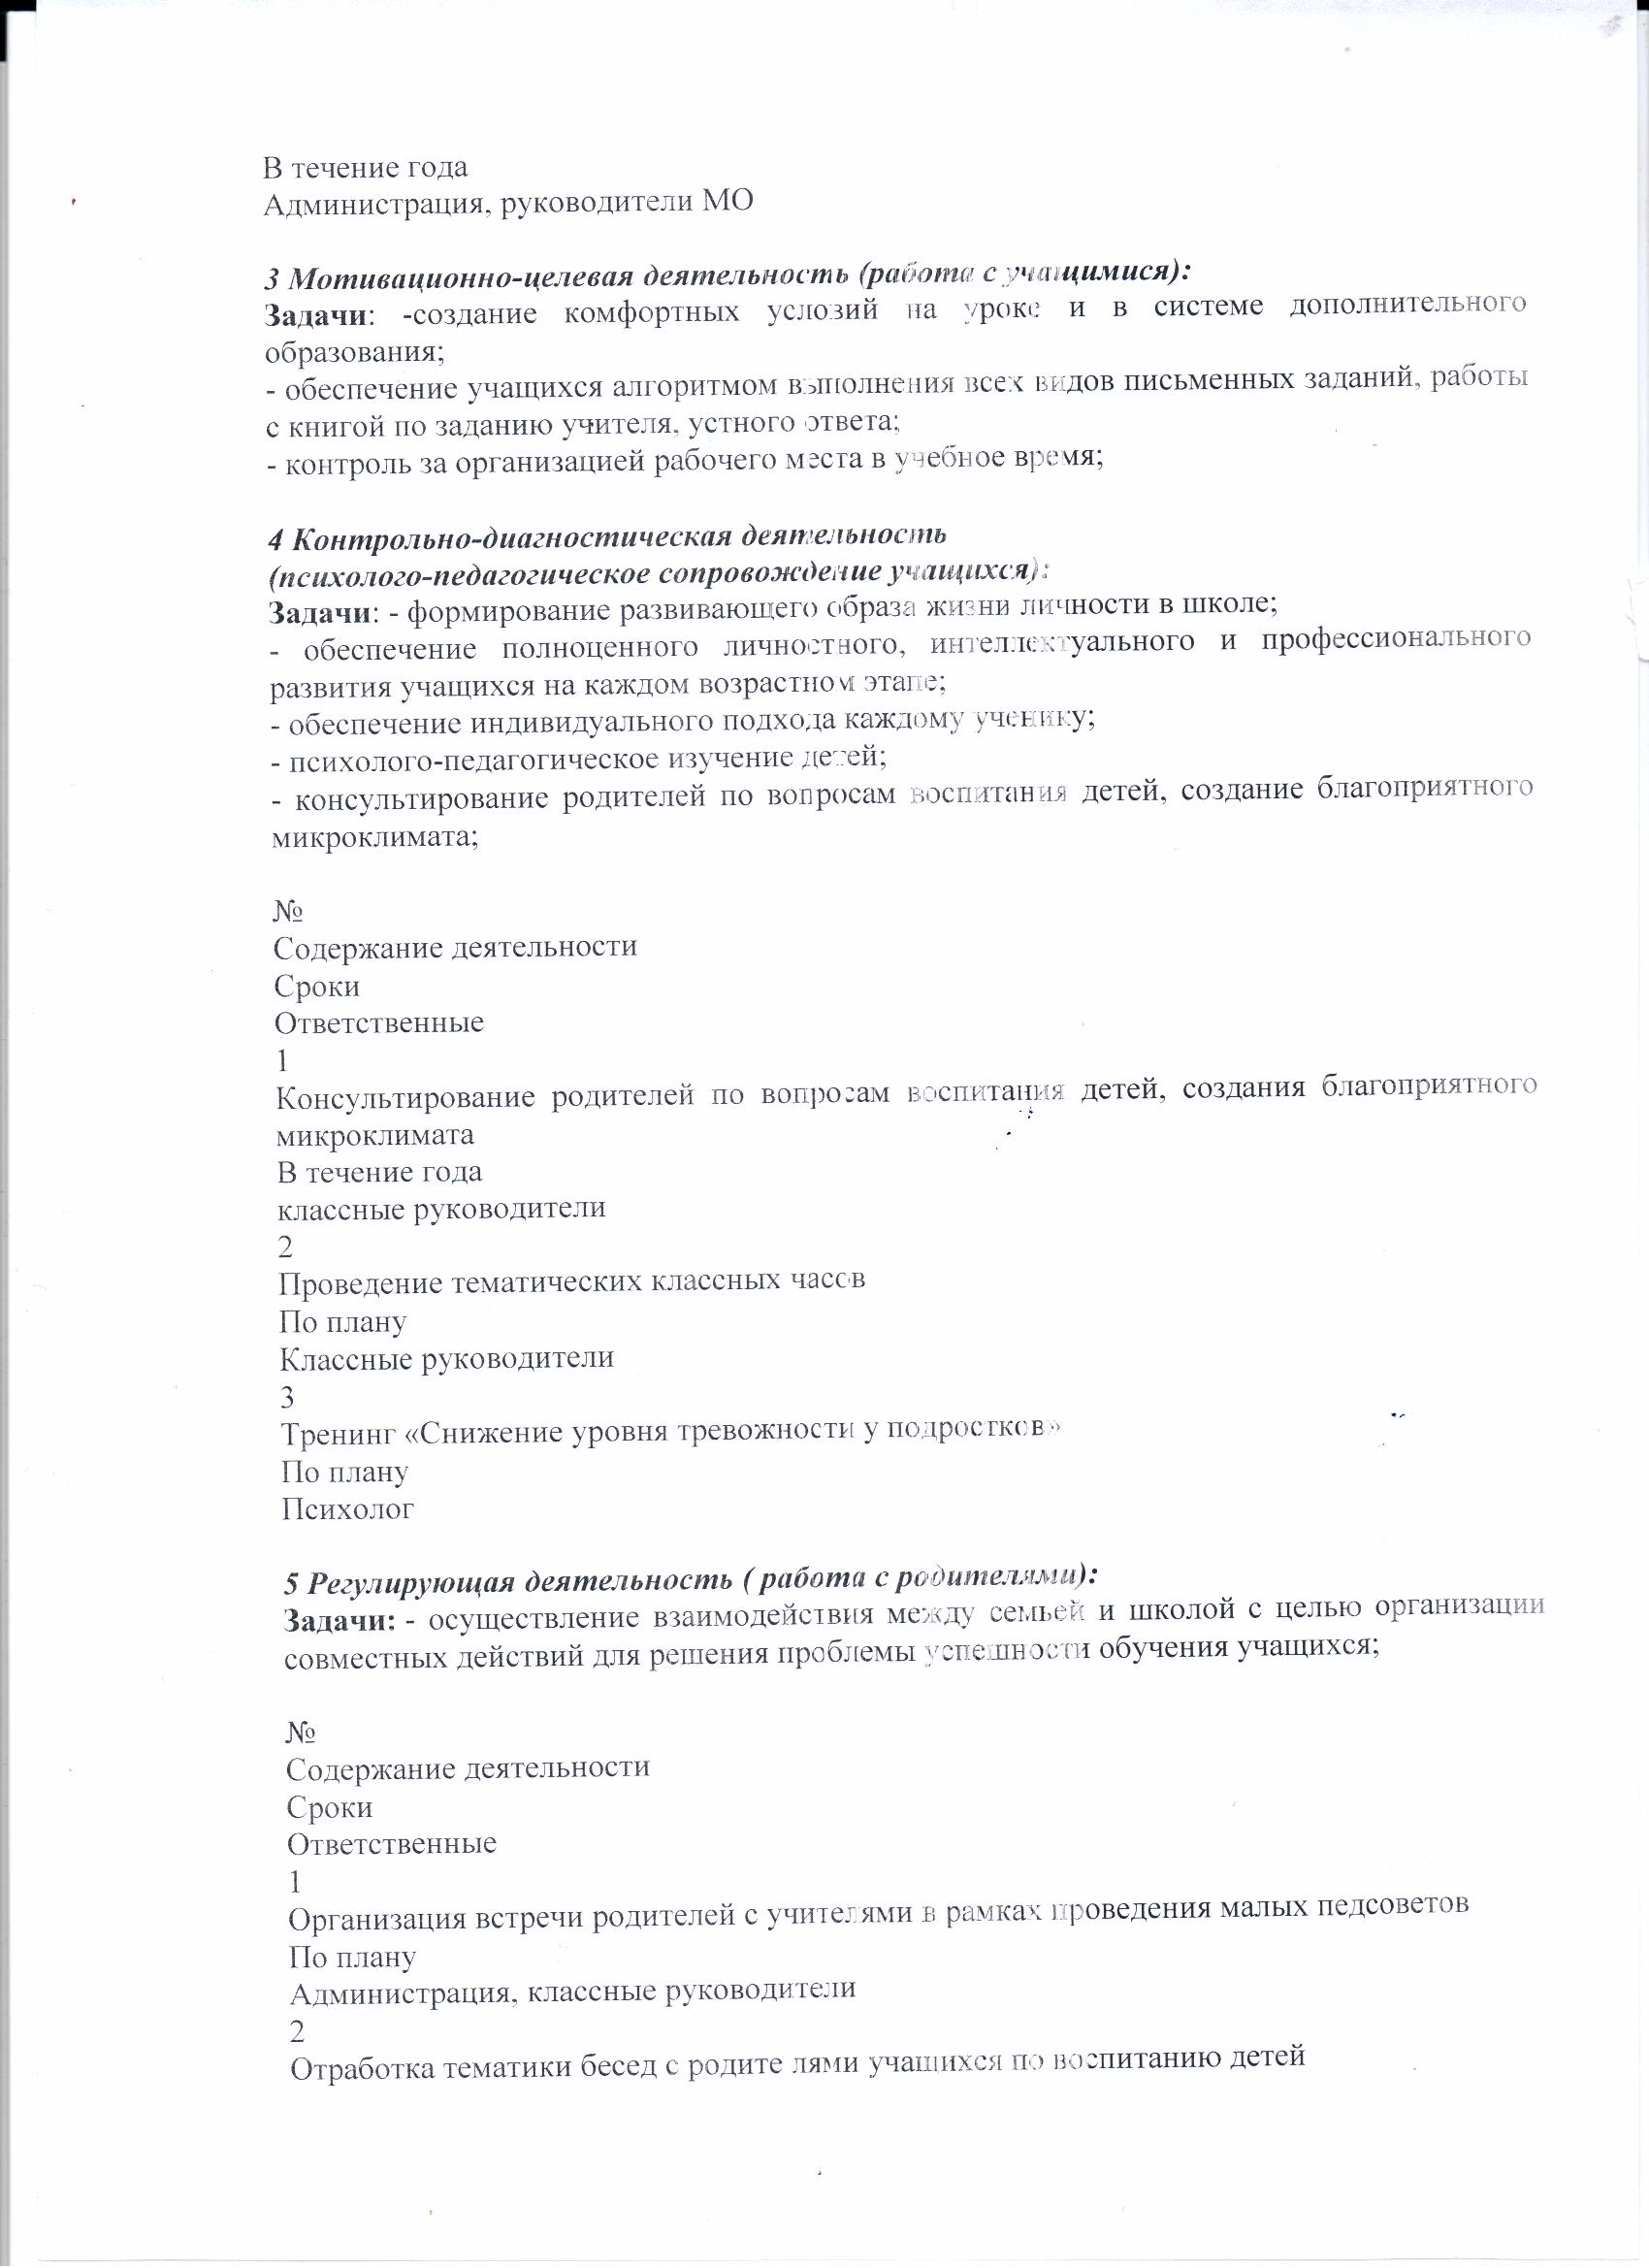 В течение года
Администрация, руководители МО
3 Мотивационно-целевая деятельность (работа с учащимися):
Задачи: -создание комфортных условий на уроке и в системе дополнительного
образования;
- обеспечение учащихся алгоритмом выполнения всех видов письменных заданий, работы
с книгой по заданию учителя, устного ответа;
- контроль за организацией рабочего места в учебное время;
4 Контрольно-диагностическая деятельность
(психолого-педагогическое сопровождение учащихся):
Задачи: - формирование развивающего образа жизни личности в школе;
- обеспечение полноценного личностного, интеллектуального и профессионального
развития учащихся на каждом возрастном этапе;
- обеспечение индивидуального подхода каждому ученику;
- психолого-педагогическое изучение детей;
- консультирование родителей по вопросам воспитания детей, создание благоприятного
микроклимата;
№
Содержание деятельности
Сроки
Ответственные
1
Консультирование родителей по вопросам воспитания детей, создания благоприятного
микроклимата
В течение года
классные руководители
2
Проведение тематических классных часов
По плану
Классные руководители
3
Тренинг «Снижение уровня тревожности у подростков»
По плану
Психолог
5 Регулирующая деятельность ( работа с родителями):
Задачи: - осуществление взаимодействия между семьей и школой с целью организации
совместных действий для решения проблемы успешности обучения учащихся;
№
Содержание деятельности
Сроки
Ответственные
1
Организация встречи родителей с учителями в рамках проведения малых педсоветов
По плану
Администрация, классные руководители
2
Отработка тематики бесед с родите лями учащихся по воспитанию детей